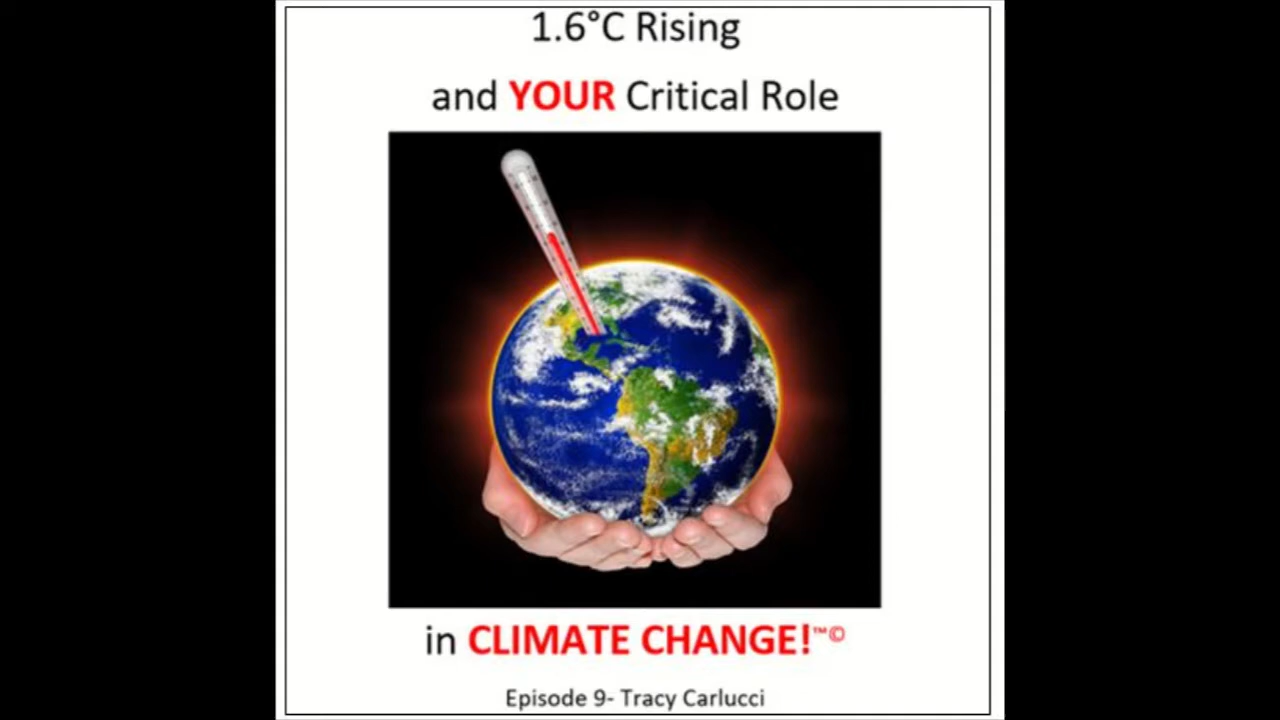 1.6°C Rising
and YOUR Critical Role
in CLIMATE CHANGE!™©
Episode 9- Tracy Carlucci